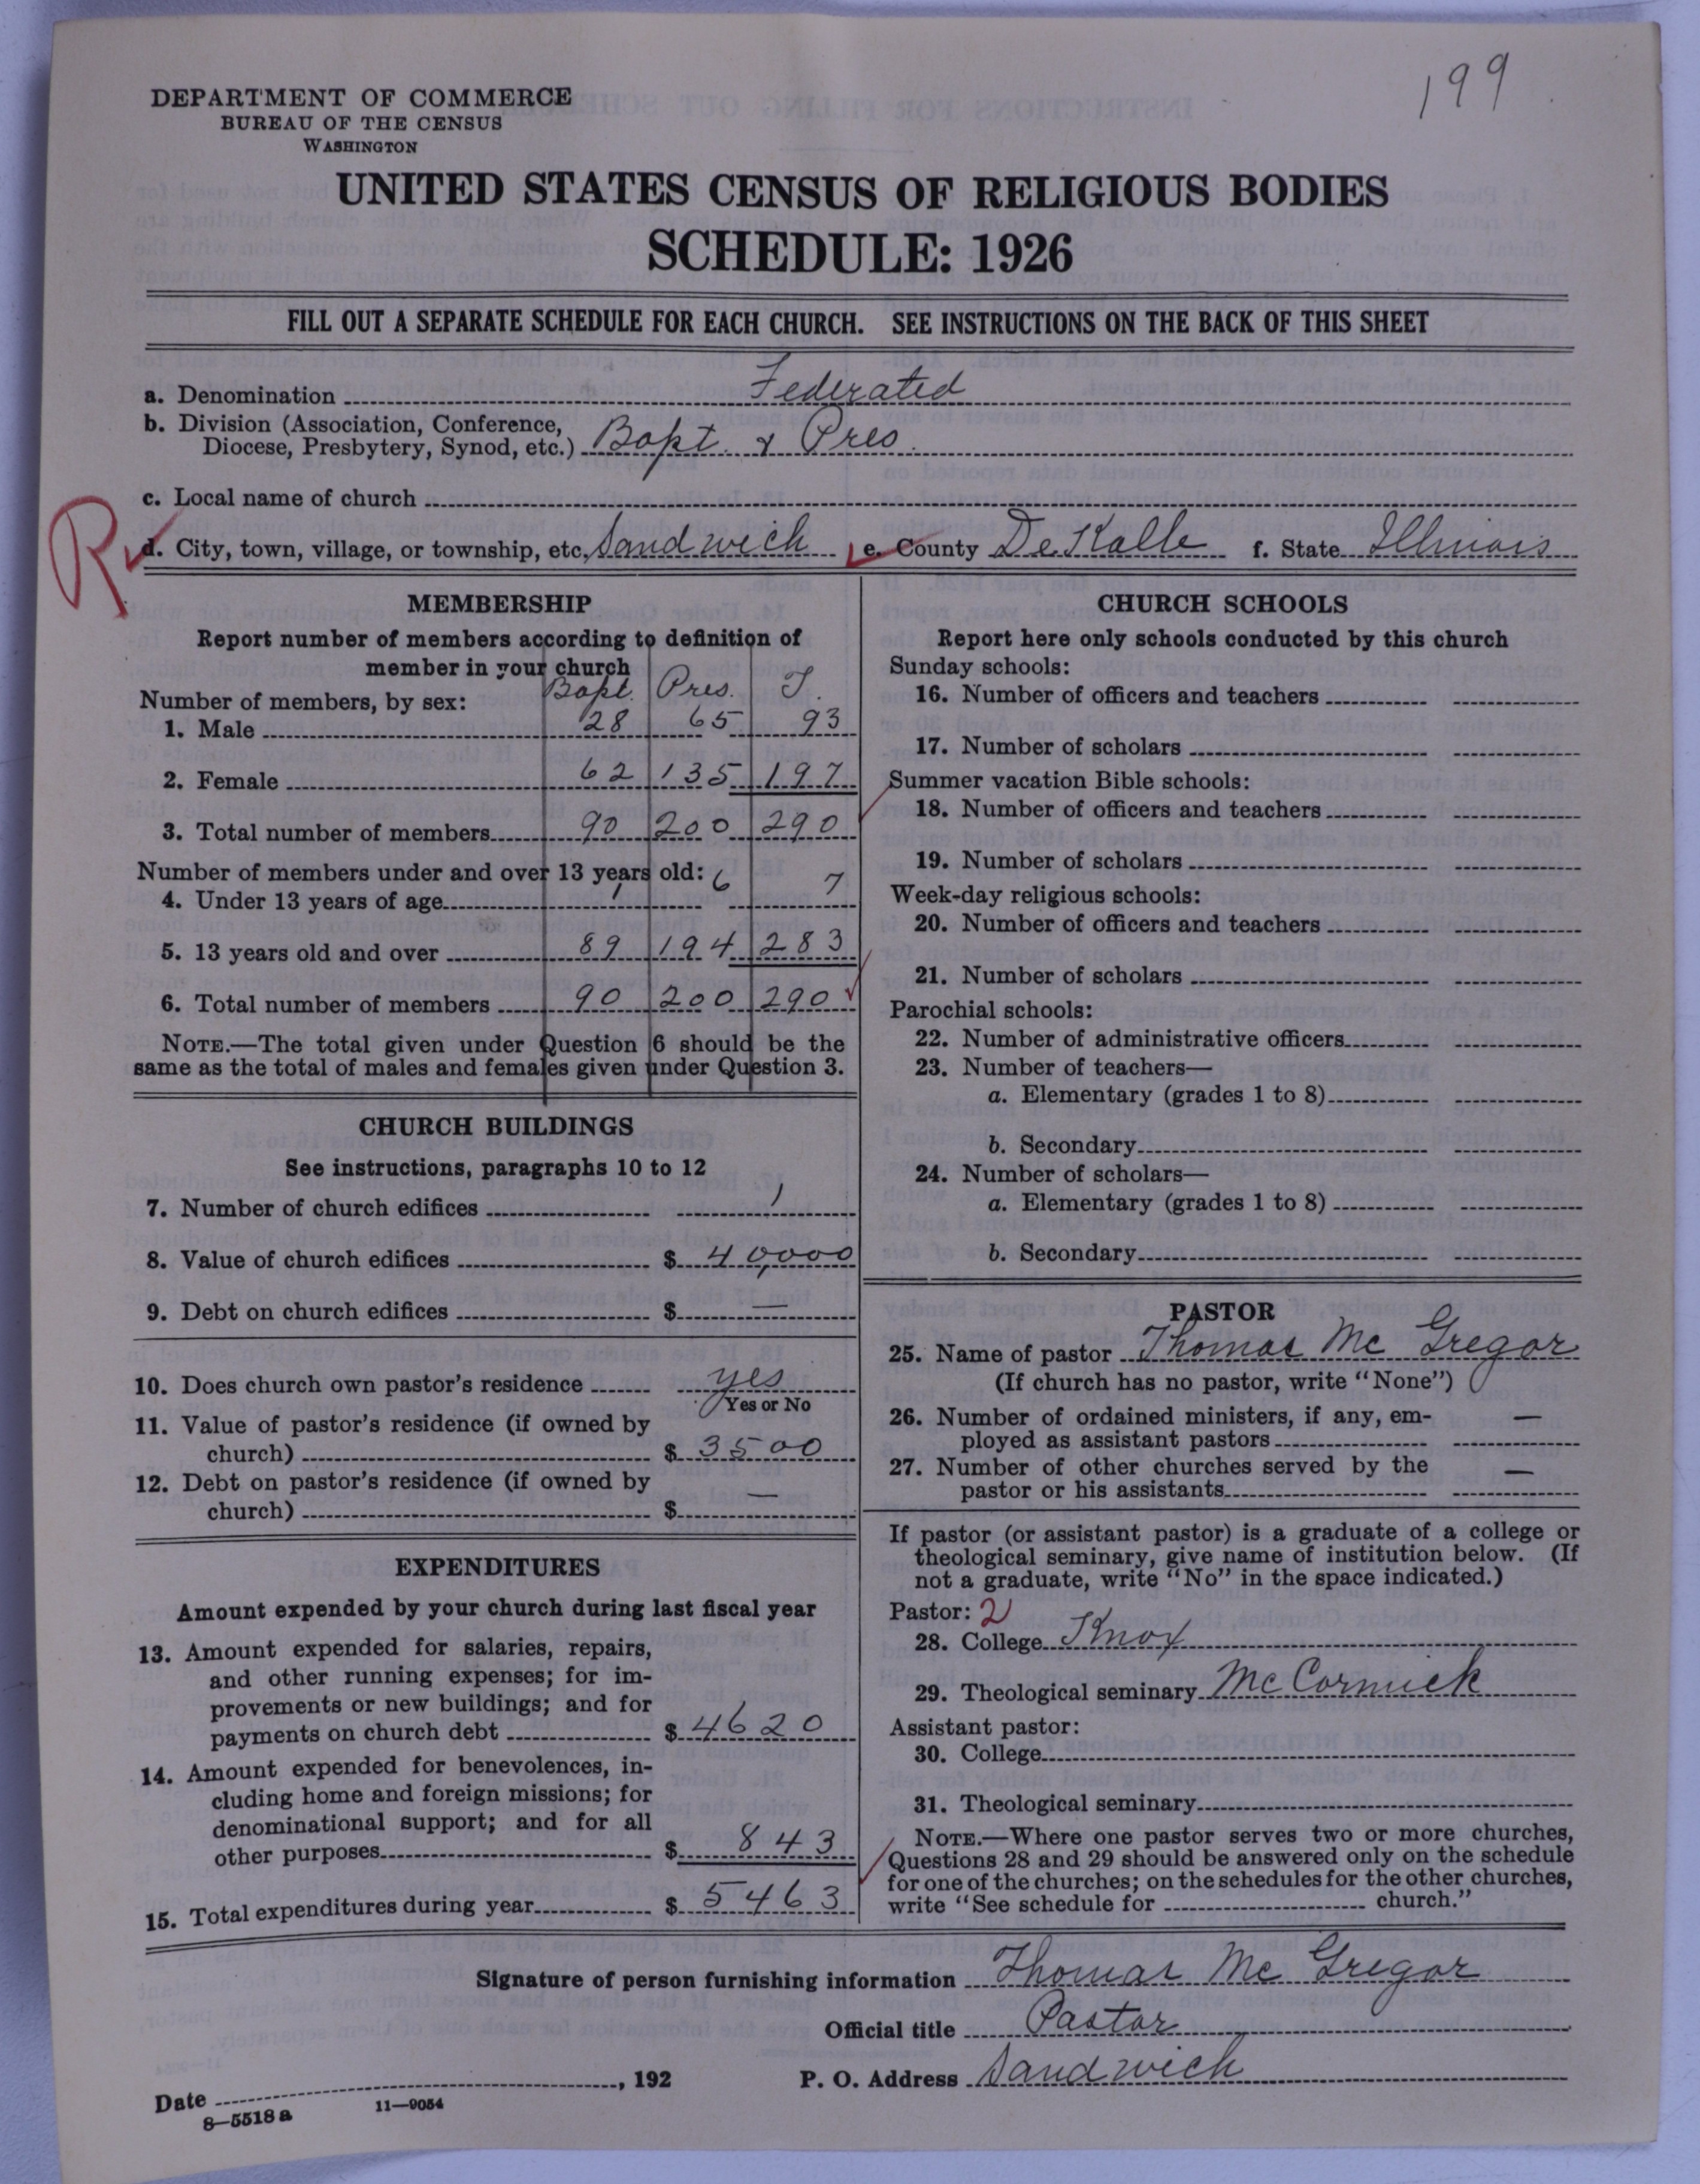 199
DEPARTMENT OF COMMERCE
BUREAU OF THE CENSUS
WASHINGTON
UNITED STATES CENSUS OF RELIGIOUS BODIES
SCHEDULE: 1926
FILL OUT A SEPARATE SCHEDULE FOR EACH CHURCH. SEE INSTRUCTIONS ON THE BACK OF THIS SHEET
a. Denomination Federated
b. Division (Association, Conference,
Diocese, Presbytery, Synod, etc.) Bapt. & Pres.
c. Local name of church
R
d. City, town, village, or township, etc. Sandwich e. County DeKalb f. State Illinois
MEMBERSHIP
Report number of members according to definition of
member in your church
Bapt. Pres. T.
Number of members, by sex:
1. Male 28 65 93
2. Female 62 135 197
3. Total number of members 90 200 290
Number of members under and over 13 years old:
4. Under 13 years of age 1 6 7
5. 13 years old and over 89 194 283
6. Total number of members 90 200 290
NOTE.—The total given under Question 6 should be the
same as the total of males and females given under Question 3.
CHURCH BUILDINGS
See instructions, paragraphs 10 to 12
7. Number of church edifices 1
8. Value of church edifices $ 40,000
9. Debt on church edifices $ —
10. Does church own pastor's residence yes
Yes or No
11. Value of pastor's residence (if owned by
church) $ 3500
12. Debt on pastor's residence (if owned by
church) $ —
EXPENDITURES
Amount expended by your church during last fiscal year
13. Amount expended for salaries, repairs,
and other running expenses; for im-
provements or new buildings; and for
payments on church debt $ 4620
14. Amount expended for benevolences, in-
cluding home and foreign missions; for
denominational support; and for all
other purposes $ 843
15. Total expenditures during year $ 5463
CHURCH SCHOOLS
Report here only schools conducted by this church
Sunday schools:
16. Number of officers and teachers
17. Number of scholars
Summer vacation Bible schools:
18. Number of officers and teachers
19. Number of scholars
Week-day religious schools:
20. Number of officers and teachers
21. Number of scholars
Parochial schools:
22. Number of administrative officers
23. Number of teachers—
a. Elementary (grades 1 to 8)
b. Secondary
24. Number of scholars—
a. Elementary (grades 1 to 8)
b. Secondary
PASTOR
25. Name of pastor Thomas Mc Gregor
(If church has no pastor, write "None")
26. Number of ordained ministers, if any, em-
ployed as assistant pastors —
27. Number of other churches served by the
pastor or his assistants —
If pastor (or assistant pastor) is a graduate of a college or
theological seminary, give name of institution below. (If
not a graduate, write "No" in the space indicated.)
Pastor: 2
28. College Knox
29. Theological seminary McCormick
Assistant pastor:
30. College
31. Theological seminary
NOTE.—Where one pastor serves two or more churches,
Questions 28 and 29 should be answered only on the schedule
for one of the churches; on the schedules for the other churches,
write "See schedule for church."
Signature of person furnishing information Thomas Mc Gregor
Official title Pastor
Date , 192 P. O. Address Sandwich
8—5518 a 11—9054